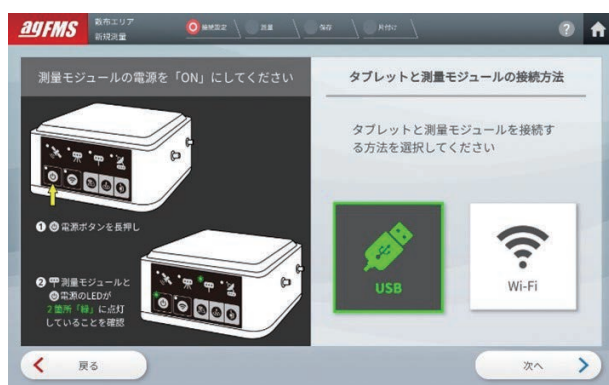 agFMS
散布エリア
新規測量
接続設定
測量
保存
片付け
?
測量モジュールの電源を「ON」にしてください
❶ 電源ボタンを長押し
❷ 測量モジュールと
電源のLEDが
2箇所「緑」に点灯
していることを確認
タブレットと測量モジュールの接続方法
タブレットと測量モジュールを接続す
る方法を選択してください
USB
Wi-Fi
戻る
次へ